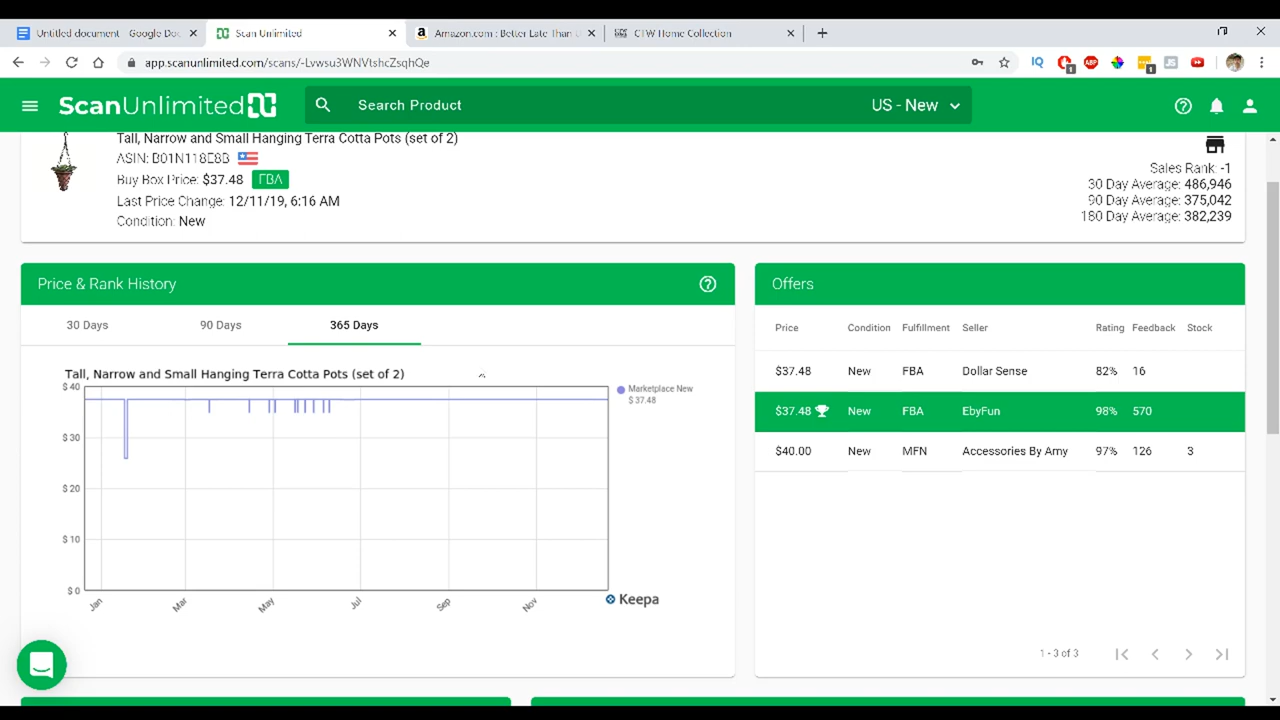 Untitled document - Google Doc
Scan Unlimited
Amazon.com : Better Late Than
CTW Home Collection
app.scanunlimited.com/scans/-Lvwsu3WNVtshcZsqhQe
ScanUnlimited
Search Product
US - New
Tall, Narrow and Small Hanging Terra Cotta Pots (set of 2)
ASIN: B01N118E8B
Buy Box Price: $37.48 FBA
Last Price Change: 12/11/19, 6:16 AM
Condition: New
Sales Rank: -1
30 Day Average: 486,946
90 Day Average: 375,042
180 Day Average: 382,239
Price & Rank History
30 Days 90 Days 365 Days
Tall, Narrow and Small Hanging Terra Cotta Pots (set of 2)
$ 40
$ 30
$ 20
$ 10
$ 0
Jan Mar May Jul Sep Nov
Marketplace New
$ 37.48
Keepa
Offers
Price Condition Fulfillment Seller Rating Feedback Stock
$37.48 New FBA Dollar Sense 82% 16
$37.48 New FBA EbyFun 98% 570
$40.00 New MFN Accessories By Amy 97% 126 3
1 - 3 of 3